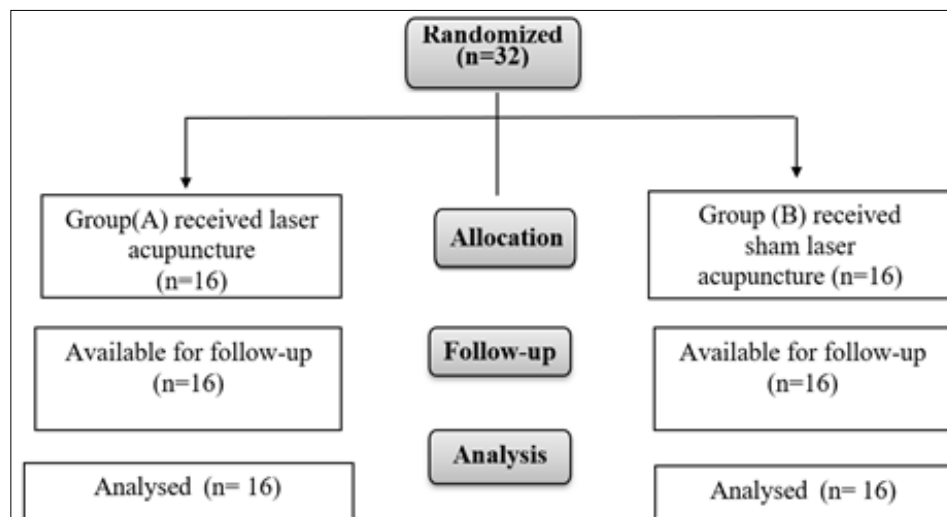 Randomized
(n=32)
Group(A) received laser
acupuncture
(n=16)
Allocation
Group (B) received
sham laser
acupuncture (n=16)
Available for follow-up
(n=16)
Follow-up
Available for follow-up
(n=16)
Analysed (n= 16)
Analysis
Analysed (n= 16)